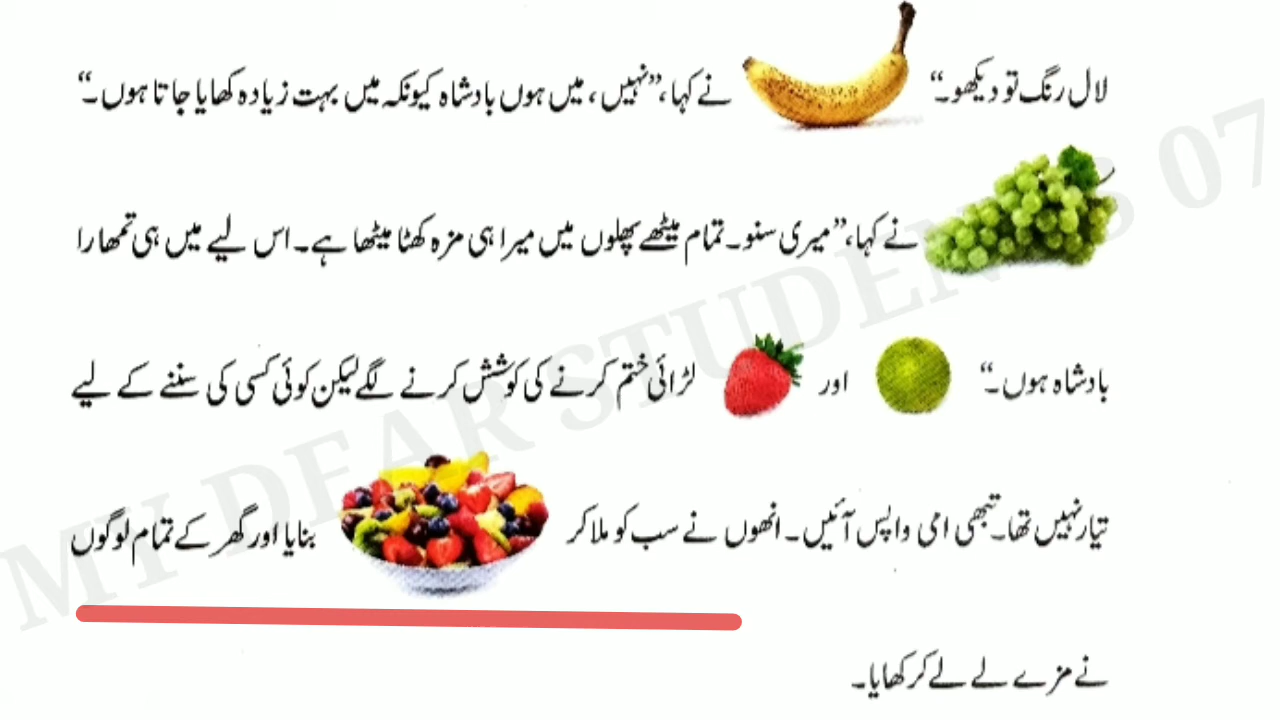 لال رنگ تو دیکھو۔“ نے کہا، ”نہیں، میں ہوں بادشاہ کیونکہ میں بہت زیادہ کھایا جاتا ہوں۔“
نے کہا، ”میری سنو۔ تمام میٹھے پھلوں میں میرا ہی مزہ کھٹا میٹھا ہے۔ اس لیے میں ہی تمھارا
بادشاہ ہوں۔“ اور لڑائی ختم کرنے کی کوشش کرنے لگے لیکن کوئی کسی کی سننے کے لیے
تیار نہیں تھا۔ تبھی امی واپس آئیں۔ انھوں نے سب کو ملا کر بنایا اور گھر کے تمام لوگوں
نے مزے لے لے کر کھایا۔
MY DEAR STUDENTS 07